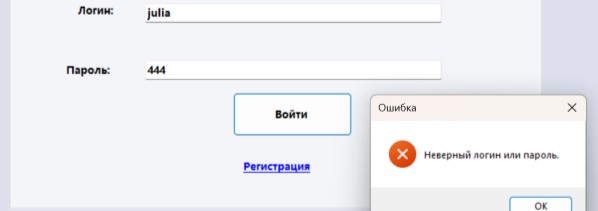 Логин:
julia
Пароль:
444
Войти
Регистрация
Ошибка
Неверный логин или пароль.
OK